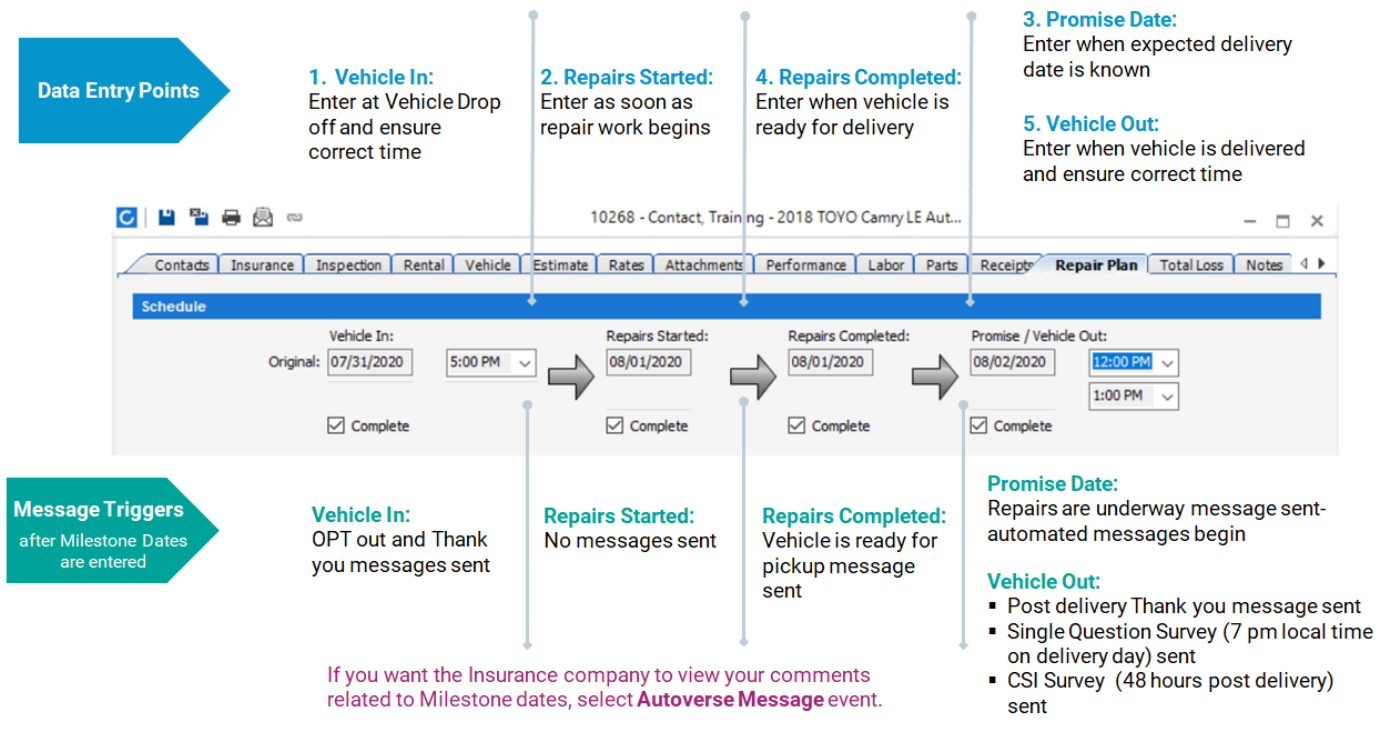 Data Entry Points
1. Vehicle In:
Enter at Vehicle Drop
off and ensure
correct time
2. Repairs Started:
Enter as soon as
repair work begins
4. Repairs Completed:
Enter when vehicle is
ready for delivery
3. Promise Date:
Enter when expected delivery
date is known
5. Vehicle Out:
Enter when vehicle is delivered
and ensure correct time
10268 - Contact, Training - 2018 TOYO Camry LE Aut...
Contacts Insurance Inspection Rental Vehicle Estimate Rates Attachments Performance Labor Parts Receipts Repair Plan Total Loss Notes
Schedule
Vehicle In: Repairs Started: Repairs Completed: Promise / Vehicle Out:
Original: 07/31/2020 5:00 PM 08/01/2020 08/01/2020 08/02/2020 12:00 PM
1:00 PM
Complete Complete Complete Complete
Message Triggers
after Milestone Dates
are entered
Vehicle In:
OPT out and Thank
you messages sent
Repairs Started:
No messages sent
Repairs Completed:
Vehicle is ready for
pickup message
sent
Promise Date:
Repairs are underway message sent-
automated messages begin
Vehicle Out:
▪ Post delivery Thank you message sent
▪ Single Question Survey (7 pm local time
on delivery day) sent
▪ CSI Survey (48 hours post delivery)
sent
If you want the Insurance company to view your comments
related to Milestone dates, select Autoverse Message event.